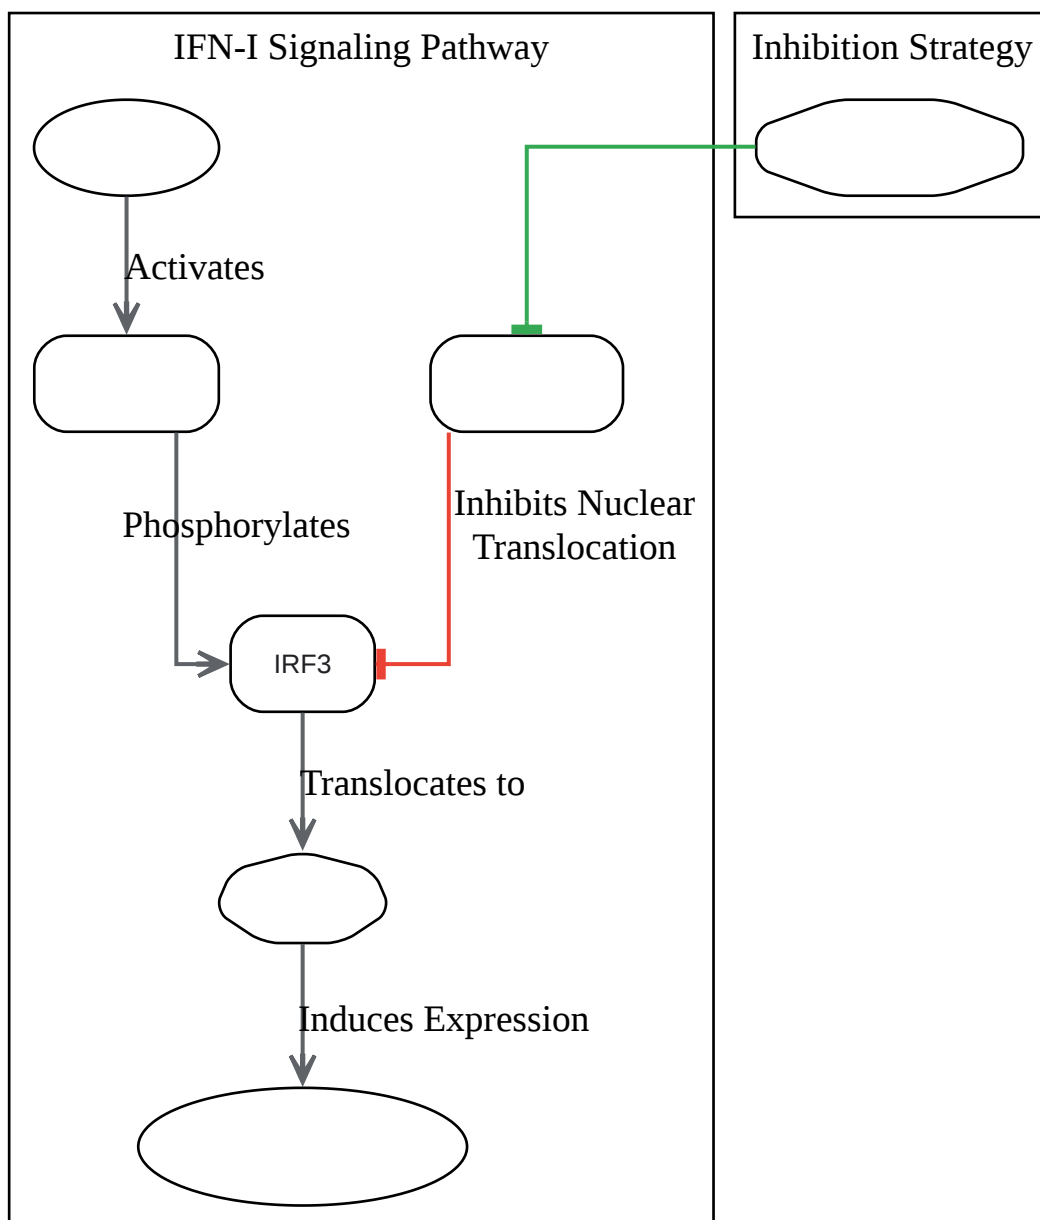 IFN-I Signaling Pathway
Inhibition Strategy
Activates
Phosphorylates
Inhibits Nuclear
Translocation
IRF3
Translocates to
Induces Expression